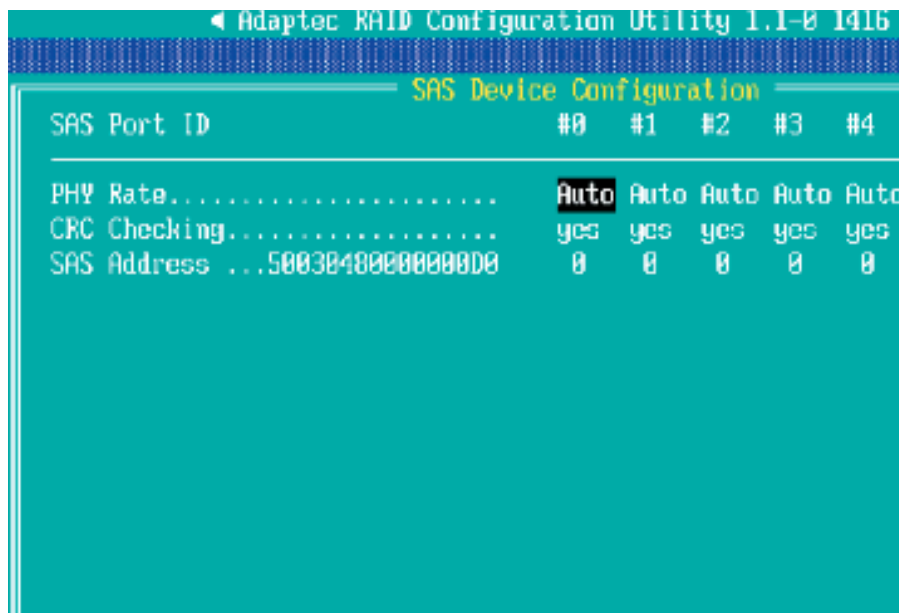 ◄ Adaptec RAID Configuration Utility 1.1-0 1416
SAS Device Configuration
SAS Port ID #0 #1 #2 #3 #4
PHY Rate....................... Auto Auto Auto Auto Auto
CRC Checking................... yes yes yes yes yes
SAS Address ...50030480000000D0 0 0 0 0 0